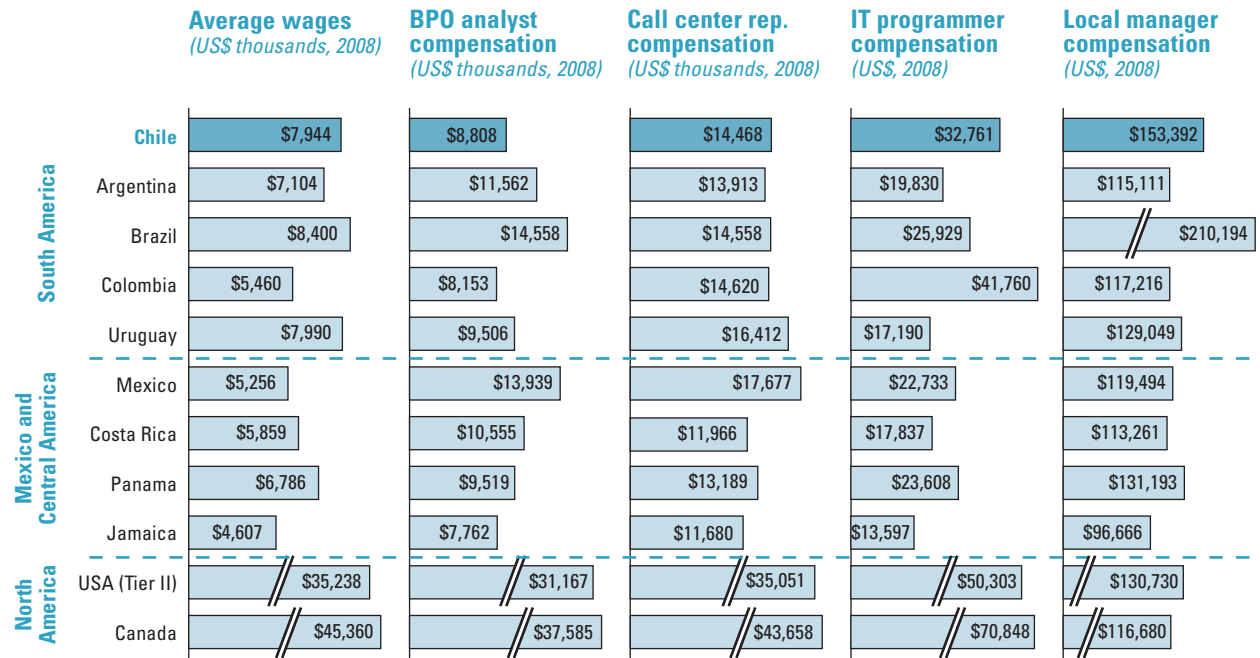 Average wages
(US$ thousands, 2008)
BPO analyst
compensation
(US$ thousands, 2008)
Call center rep.
compensation
(US$ thousands, 2008)
IT programmer
compensation
(US$, 2008)
Local manager
compensation
(US$, 2008)
South America
Chile $7,944 $8,808 $14,468 $32,761 $153,392
Argentina $7,104 $11,562 $13,913 $19,830 $115,111
Brazil $8,400 $14,558 $14,558 $25,929 $210,194
Colombia $5,460 $8,153 $14,620 $41,760 $117,216
Uruguay $7,990 $9,506 $16,412 $17,190 $129,049
Mexico and
Central America
Mexico $5,256 $13,939 $17,677 $22,733 $119,494
Costa Rica $5,859 $10,555 $11,966 $17,837 $113,261
Panama $6,786 $9,519 $13,189 $23,608 $131,193
Jamaica $4,607 $7,762 $11,680 $13,597 $96,666
North
America
USA (Tier II) $35,238 $31,167 $35,051 $50,303 $130,730
Canada $45,360 $37,585 $43,658 $70,848 $116,680